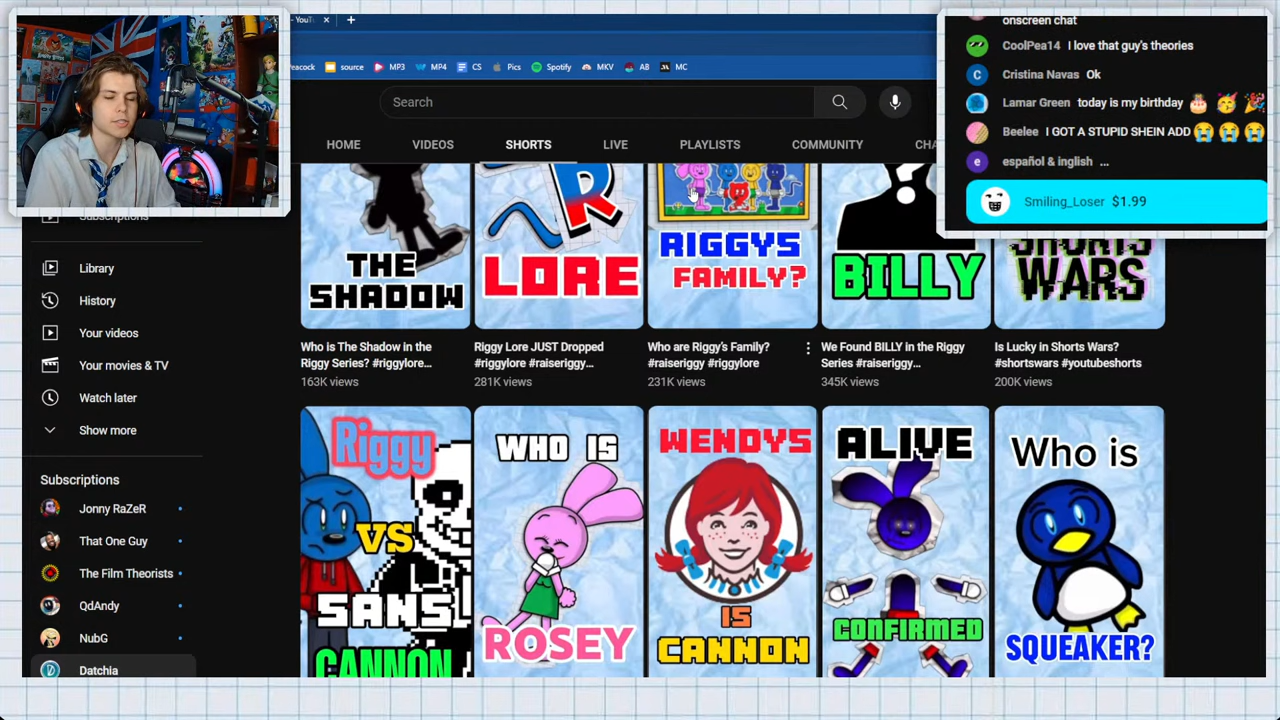 YouTu
peacock
source
MP3
MP4
CS
Pics
Spotify
MKV
AB
MC
Search
HOME
VIDEOS
SHORTS
LIVE
PLAYLISTS
COMMUNITY
CHA
onscreen chat
CoolPea14 I love that guy's theories
Cristina Navas Ok
Lamar Green today is my birthday 🎂 🥳 🎉
Beelee I GOT A STUPID SHEIN ADD 😭 😭 😭
español & inglish ...
Smiling_Loser $1.99
Subscriptions
Library
History
Your videos
Your movies & TV
Watch later
Show more
Subscriptions
Jonny RaZeR
That One Guy
The Film Theorists
QdAndy
NubG
Datchia
THE
SHADOW
Who is The Shadow in the
Riggy Series? #riggylore...
163K views
R
LORE
Riggy Lore JUST Dropped
#riggylore #raiseriggy...
281K views
RIGGYS
FAMILY?
Who are Riggy's Family?
#raiseriggy #riggylore
231K views
?
BILLY
We Found BILLY in the Riggy
Series #raiseriggy...
345K views
SHORTS
WARS
Is Lucky in Shorts Wars?
#shortswars #youtubeshorts
200K views
Riggy
VS
SANS
CANNON
WHO IS
ROSEY
WENDYS
IS
CANNON
ALIVE
CONFIRMED
Who is
SQUEAKER?